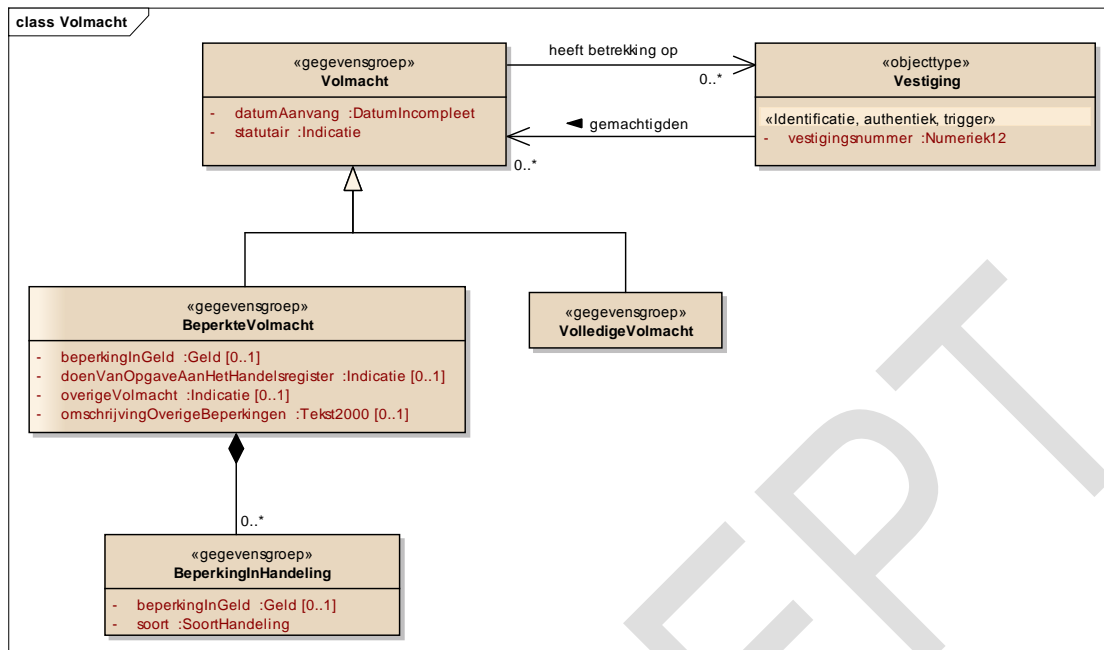 class Volmacht
«gegevensgroep»
Volmacht
- datumAanvang :DatumIncompleet
- statutair :Indicatie
heeft betrekking op
0..*
«objecttype»
Vestiging
«Identificatie, authentiek, trigger»
- vestigingsnummer :Numeriek12
gemachtigden
0..*
«gegevensgroep»
BeperkteVolmacht
- beperkingInGeld :Geld [0..1]
- doenVanOpgaveAanHetHandelsregister :Indicatie [0..1]
- overigeVolmacht :Indicatie [0..1]
- omschrijvingOverigeBeperkingen :Tekst2000 [0..1]
«gegevensgroep»
VolledigeVolmacht
0..*
«gegevensgroep»
BeperkingInHandeling
- beperkingInGeld :Geld [0..1]
- soort :SoortHandeling
EPT